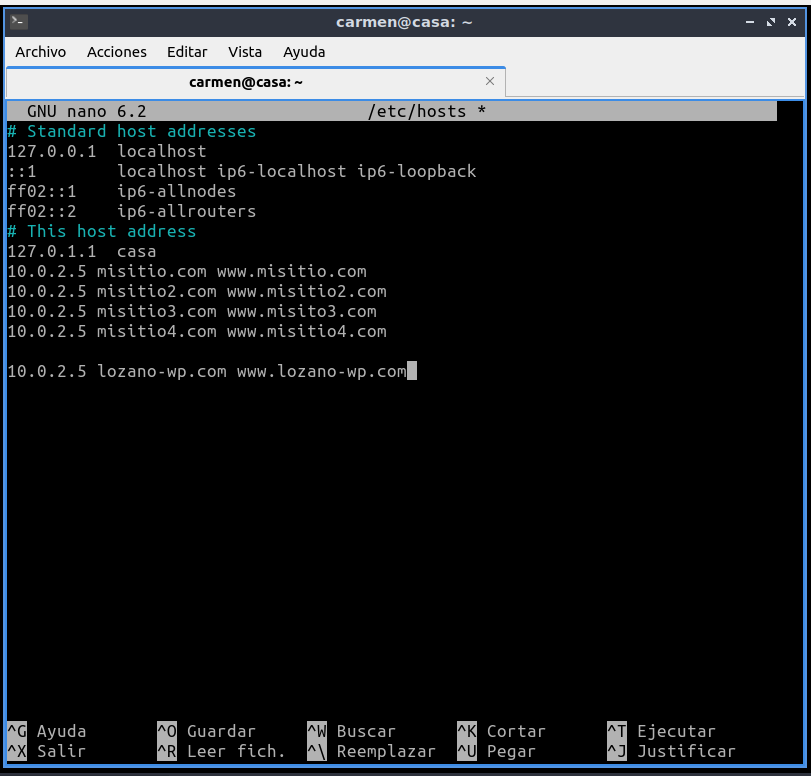 carmen@casa: ~
Archivo Acciones Editar Vista Ayuda
carmen@casa: ~
GNU nano 6.2 /etc/hosts *
# Standard host addresses
127.0.0.1 localhost
::1 localhost ip6-localhost ip6-loopback
ff02::1 ip6-allnodes
ff02::2 ip6-allrouters
# This host address
127.0.1.1 casa
10.0.2.5 misitio.com www.misitio.com
10.0.2.5 misitio2.com www.misitio2.com
10.0.2.5 misitio3.com www.misito3.com
10.0.2.5 misitio4.com www.misitio4.com
10.0.2.5 lozano-wp.com www.lozano-wp.com
^G Ayuda ^O Guardar ^W Buscar ^K Cortar ^T Ejecutar
^X Salir ^R Leer fich. ^\ Reemplazar ^U Pegar ^J Justificar